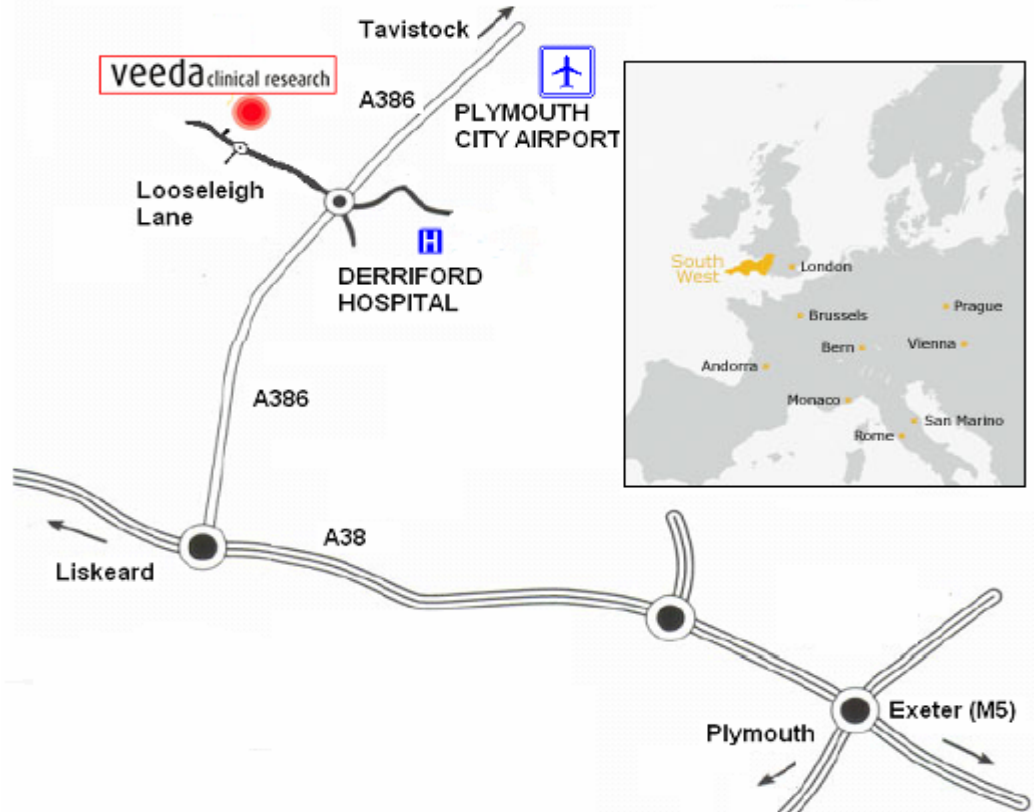 Tavistock
veeda clinical research
A386
PLYMOUTH
CITY AIRPORT
Looseleigh
Lane
H
DERRIFORD
HOSPITAL
South
West
London
Brussels
Prague
Bern
Vienna
Andorra
Monaco
San Marino
Rome
A386
A38
Liskeard
Exeter (M5)
Plymouth